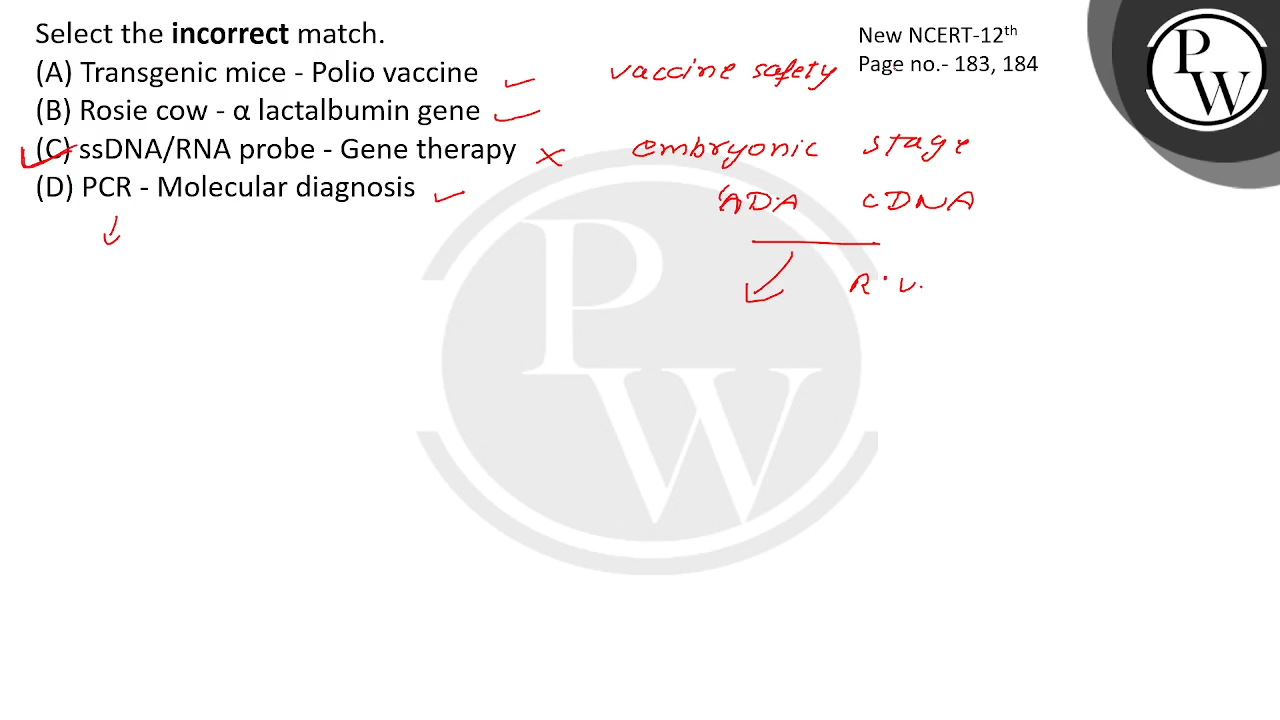 Select the incorrect match.
(A) Transgenic mice - Polio vaccine
(B) Rosie cow - α lactalbumin gene
(C) ssDNA/RNA probe - Gene therapy
(D) PCR - Molecular diagnosis
New NCERT-12th
Page no.- 183, 184
vaccine safety
embryonic stage
ADA cDNA
R.V.
P
W
P
W